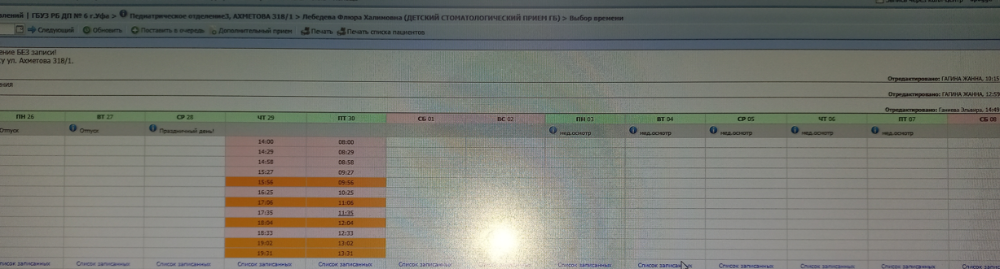 лений | ГБУЗ РБ ДП № 6 г.Уфа > Педиатрическое отделение3, АХМЕТОВА 318/1 > Лебедева Флюра Халимовна (ДЕТСКИЙ СТОМАТОЛОГИЧЕСКИЙ ПРИЕМ ГБ) > Выбор времени
Следующий Обновить Поставить в очередь Дополнительный прием Печать Печать списка пациентов
ение БЕЗ записи!
су ул. Ахметова 318/1.
Отредактировано: ГАГИНА ЖАННА, 10:15
ения
Отредактировано: ГАГИНА ЖАННА, 12:59
Отредактировано: Ганиева Эльвира, 14:49
ПН 26 ВТ 27 СР 28 ЧТ 29 ПТ 30 СБ 01 ВС 02 ПН 03 ВТ 04 СР 05 ЧТ 06 ПТ 07 СБ 08
Отпуск Отпуск Праздничный день! мед.осмотр мед.осмотр мед.осмотр мед.осмотр мед.осмотр
14:00 08:00
14:29 08:29
14:58 08:58
15:27 09:27
15:56 09:56
16:25 10:25
17:06 11:06
17:35 11:35
18:04 12:04
18:33 12:33
19:02 13:02
19:31 13:31
Список записанных Список записанных Список записанных Список записанных Список записанных Список записанных Список записанных Список записанных Список записанных Список записанных Список записанных Список записанных Список запис